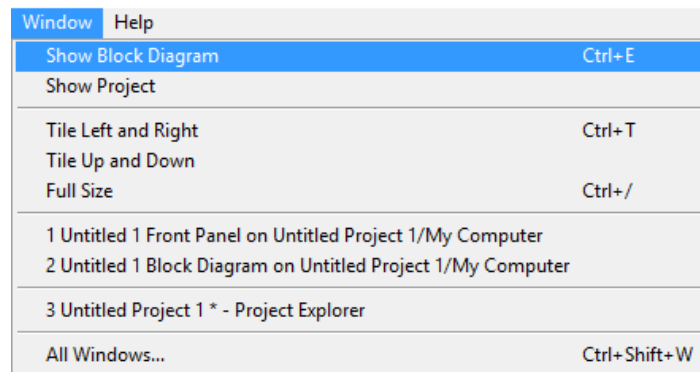 Window Help
Show Block Diagram Ctrl+E
Show Project
Tile Left and Right Ctrl+T
Tile Up and Down
Full Size Ctrl+/
1 Untitled 1 Front Panel on Untitled Project 1/My Computer
2 Untitled 1 Block Diagram on Untitled Project 1/My Computer
3 Untitled Project 1 * - Project Explorer
All Windows... Ctrl+Shift+W